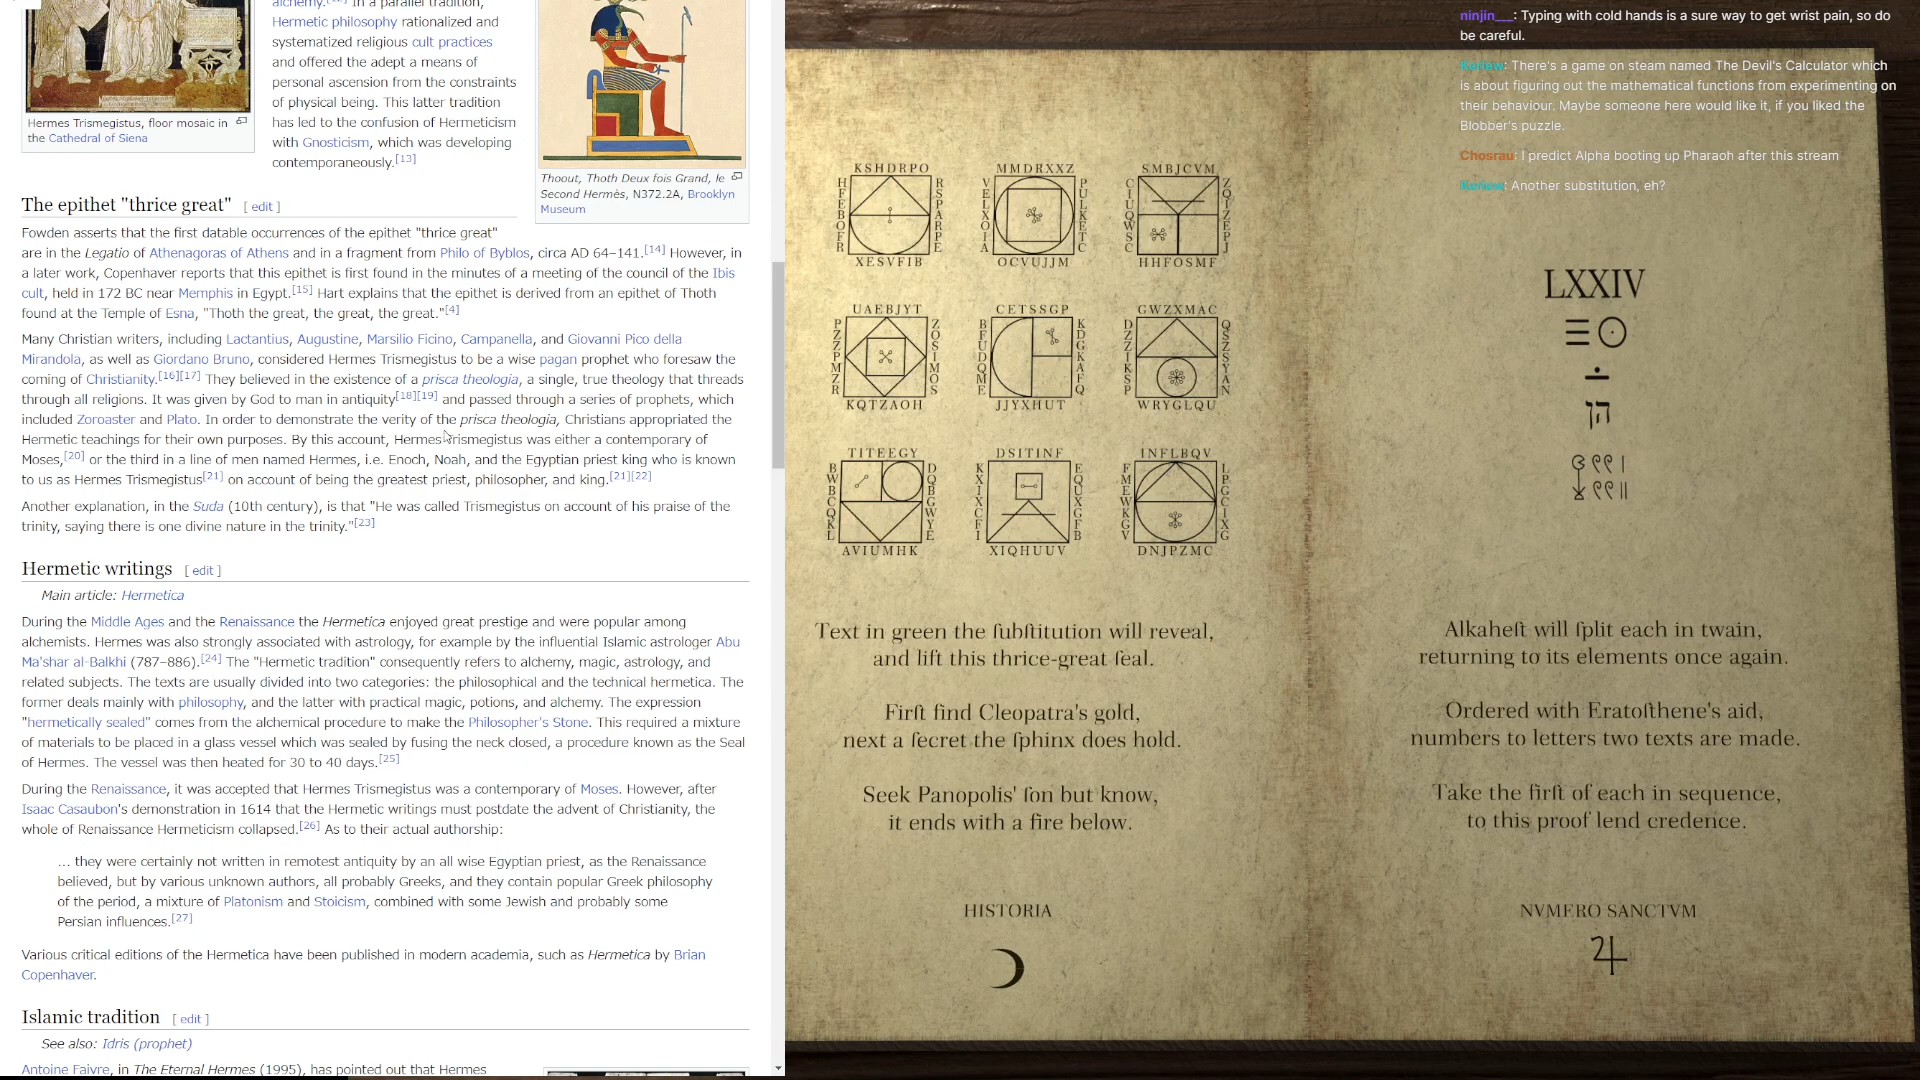 alchemy.[12] In a parallel tradition,
Hermetic philosophy rationalized and
systematized religious cult practices
and offered the adept a means of
personal ascension from the constraints
of physical being. This latter tradition
has led to the confusion of Hermeticism
with Gnosticism, which was developing
contemporaneously.[13]
Hermes Trismegistus, floor mosaic in
the Cathedral of Siena
Thoout, Thoth Deux fois Grand, le
Second Hermés, N372.2A, Brooklyn
Museum
The epithet "thrice great" [ edit ]
Fowden asserts that the first datable occurrences of the epithet "thrice great"
are in the Legatio of Athenagoras of Athens and in a fragment from Philo of Byblos, circa AD 64–141.[14] However, in
a later work, Copenhaver reports that this epithet is first found in the minutes of a meeting of the council of the Ibis
cult, held in 172 BC near Memphis in Egypt.[15] Hart explains that the epithet is derived from an epithet of Thoth
found at the Temple of Esna, "Thoth the great, the great, the great."[4]
Many Christian writers, including Lactantius, Augustine, Marsilio Ficino, Campanella, and Giovanni Pico della
Mirandola, as well as Giordano Bruno, considered Hermes Trismegistus to be a wise pagan prophet who foresaw the
coming of Christianity.[16][17] They believed in the existence of a prisca theologia, a single, true theology that threads
through all religions. It was given by God to man in antiquity[18][19] and passed through a series of prophets, which
included Zoroaster and Plato. In order to demonstrate the verity of the prisca theologia, Christians appropriated the
Hermetic teachings for their own purposes. By this account, Hermes Trismegistus was either a contemporary of
Moses,[20] or the third in a line of men named Hermes, i.e. Enoch, Noah, and the Egyptian priest king who is known
to us as Hermes Trismegistus[21] on account of being the greatest priest, philosopher, and king.[21][22]
Another explanation, in the Suda (10th century), is that "He was called Trismegistus on account of his praise of the
trinity, saying there is one divine nature in the trinity."[23]
Hermetic writings [ edit ]
Main article: Hermetica
During the Middle Ages and the Renaissance the Hermetica enjoyed great prestige and were popular among
alchemists. Hermes was also strongly associated with astrology, for example by the influential Islamic astrologer Abu
Ma'shar al-Balkhi (787–886).[24] The "Hermetic tradition" consequently refers to alchemy, magic, astrology, and
related subjects. The texts are usually divided into two categories: the philosophical and the technical hermetica. The
former deals mainly with philosophy, and the latter with practical magic, potions, and alchemy. The expression
"hermetically sealed" comes from the alchemical procedure to make the Philosopher's Stone. This required a mixture
of materials to be placed in a glass vessel which was sealed by fusing the neck closed, a procedure known as the Seal
of Hermes. The vessel was then heated for 30 to 40 days.[25]
During the Renaissance, it was accepted that Hermes Trismegistus was a contemporary of Moses. However, after
Isaac Casaubon's demonstration in 1614 that the Hermetic writings must postdate the advent of Christianity, the
whole of Renaissance Hermeticism collapsed.[26] As to their actual authorship:
... they were certainly not written in remotest antiquity by an all wise Egyptian priest, as the Renaissance
believed, but by various unknown authors, all probably Greeks, and they contain popular Greek philosophy
of the period, a mixture of Platonism and Stoicism, combined with some Jewish and probably some
Persian influences.[27]
Various critical editions of the Hermetica have been published in modern academia, such as Hermetica by Brian
Copenhaver.
Islamic tradition [ edit ]
See also: Idris (prophet)
Antoine Faivre, in The Eternal Hermes (1995), has pointed out that Hermes
KSHDRPO
HFEBOFR
RSPARPE
XESVFIB
MMDRXXZ
VELXOIA
PULKETC
OCVUJJM
SMBJCVM
CIUQWSC
ZQIZEPJ
HHFOSMF
UAEBJYT
PZZPMZR
ZOSIMOS
KQTZAOH
CETSSGP
BFUDQME
KDGKAFQ
JJYXHUT
GWZXMAC
DZZIKSP
QSZSYAN
WRYGLQU
TITEEGY
BWBCQKL
DQBGWYE
AVIUMHK
DSITINF
KXIXCFI
EQUXGFB
XIQHUUV
INFLBQV
FMEWKGV
LPGCIXG
DNJPZMC
Text in green the ſubſtitution will reveal,
and lift this thrice-great ſeal.
Firſt find Cleopatra's gold,
next a ſecret the ſphinx does hold.
Seek Panopolis' ſon but know,
it ends with a fire below.
HISTORIA
☽
LXXIV
☰ ☉
הן
Alkaheſt will ſplit each in twain,
returning to its elements once again.
Ordered with Eratoſthene's aid,
numbers to letters two texts are made.
Take the firſt of each in sequence,
to this proof lend credence.
NVMERO SANCTVM
♃
ninjin___: Typing with cold hands is a sure way to get wrist pain, so do
be careful.
There's a game on steam named The Devil's Calculator which
is about figuring out the mathematical functions from experimenting on
their behaviour. Maybe someone here would like it, if you liked the
Blobber's puzzle.
Chosrau: I predict Alpha booting up Pharaoh after this stream
Another substitution, eh?